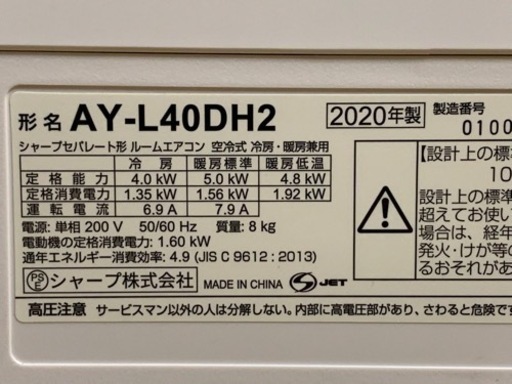 形名 AY-L40DH2 2020年製 製造番号
0100
シャープセパレート形 ルームエアコン 空冷式 冷房・暖房兼用
冷房 暖房標準 暖房低温
定格能力 4.0 kW 5.0 kW 4.8 kW
定格消費電力 1.35 kW 1.56 kW 1.92 kW
運転電流 6.9 A 7.9 A
電源: 単相 200 V 50/60 Hz 質量: 8 kg
電動機の定格消費電力: 1.60 kW
通年エネルギー消費効率: 4.9 (JIS C 9612 : 2013)
PSE シャープ株式会社 MADE IN CHINA S JET
【設計上の標
10
設計上の標準
超えてお使い
場合は、経年
発火・けが等の
るおそれがあ
高圧注意 サービスマン以外の人は分解しない。内部に高電圧部があり、さわると危険です